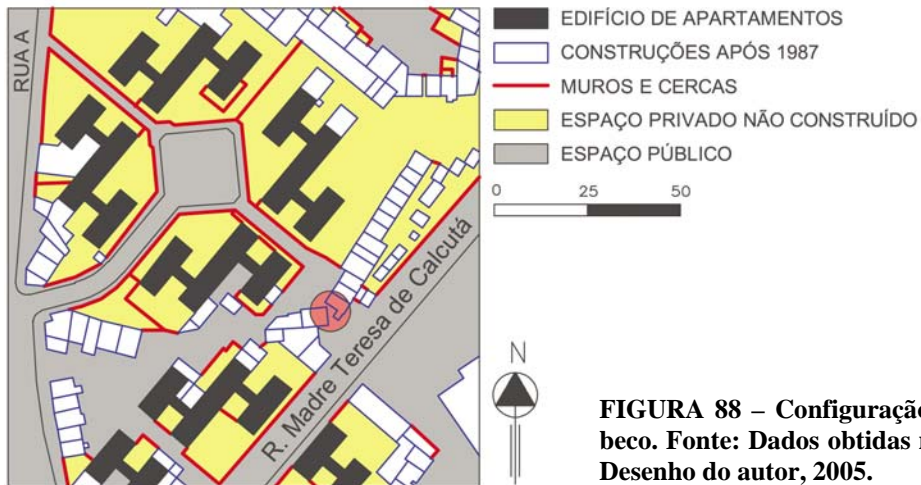 RUA A
R. Madre Teresa de Calcutá
EDIFÍCIO DE APARTAMENTOS
CONSTRUÇÕES APÓS 1987
MUROS E CERCAS
ESPAÇO PRIVADO NÃO CONSTRUÍDO
ESPAÇO PÚBLICO
0 25 50
N
FIGURA 88 – Configuração
beco. Fonte: Dados obtidas
Desenho do autor, 2005.